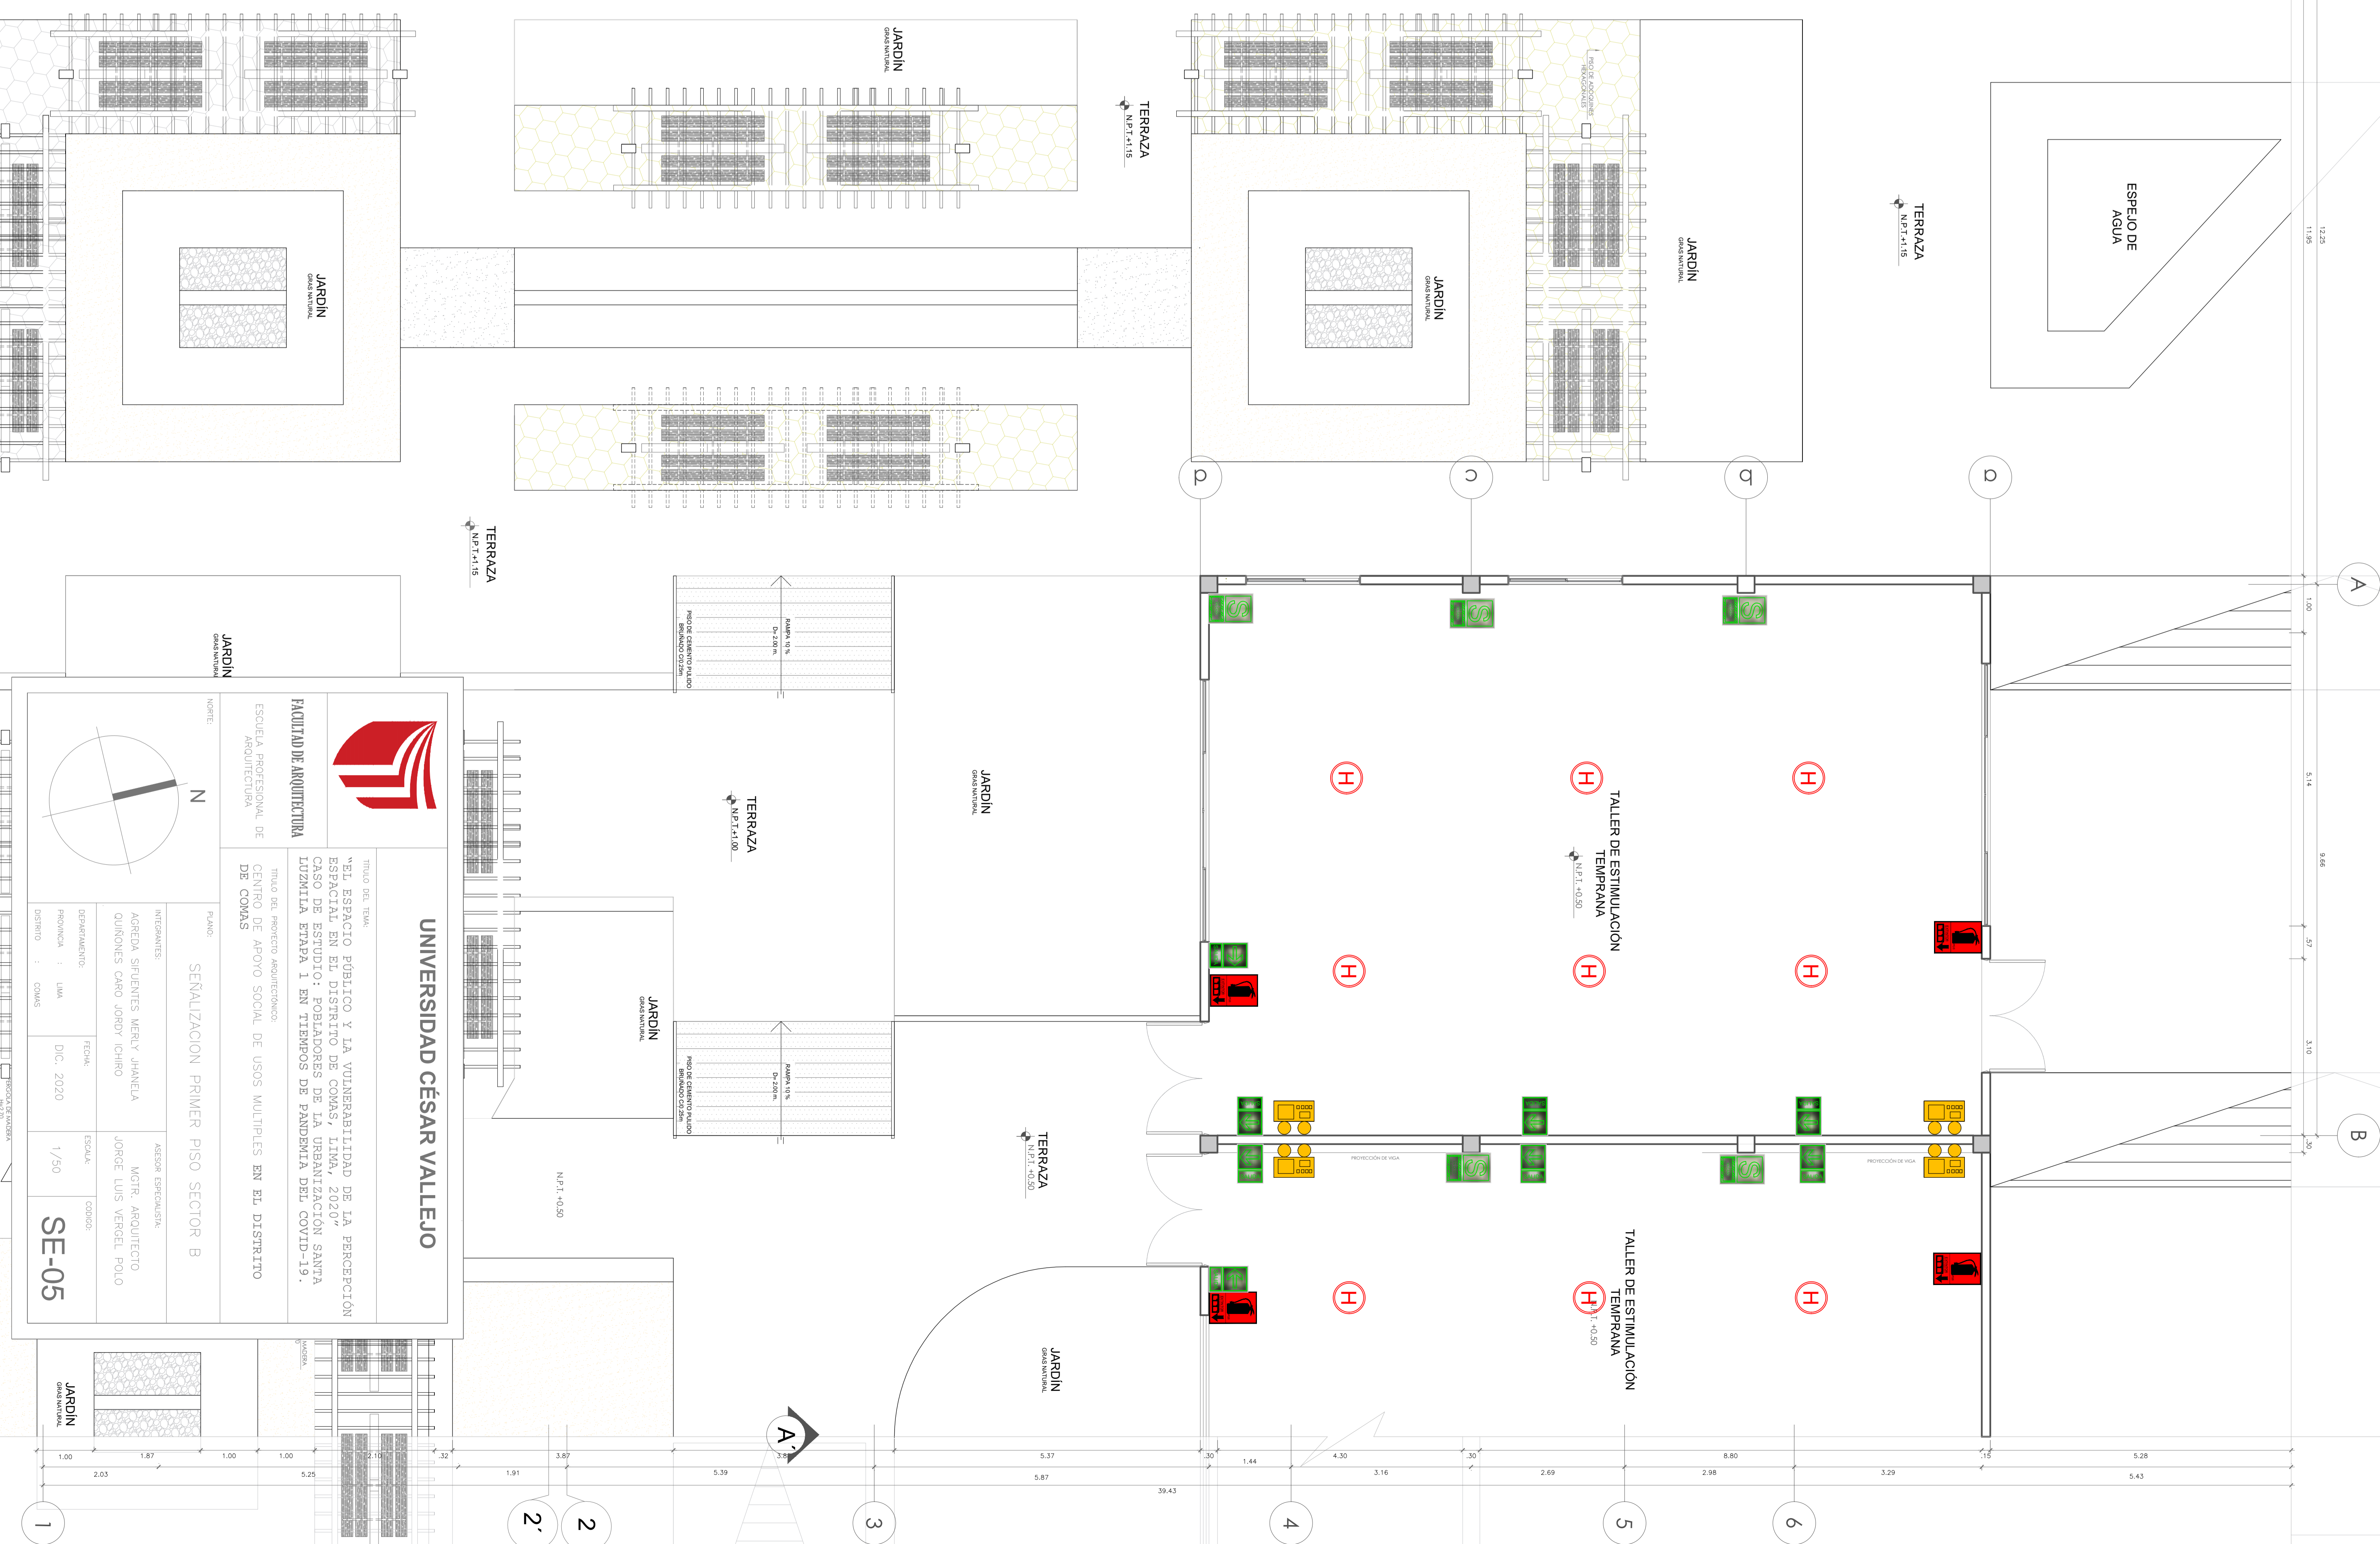 JARDÍN
GRAS NATURAL
TERRAZA
N.P.T.+1.15
PISO DE ADOQUINES
HEXAGONALES
ESPEJO DE
AGUA
TERRAZA
N.P.T.+1.15
JARDÍN
GRAS NATURAL
JARDÍN
GRAS NATURAL
JARDÍN
GRAS NATURAL
12.25
11.95
d
c
b
a
A
1.00
5.14
9.66
.57
3.10
.30
B
TERRAZA
N.P.T.+1.15
RAMPA 10 %
D= 2.00 m.
PISO DE CEMENTO PULIDO
BRUÑADO C/0.25m
JARDÍN
GRAS NATURAL
TERRAZA
N.P.T.+1.00
JARDÍN
GRAS NATURAL
H
H
H
TALLER DE ESTIMULACIÓN
TEMPRANA
N.P.T. +0.50
H
H
H
JARDÍN
GRAS NATURAL
RAMPA 10 %
D= 2.00 m.
PISO DE CEMENTO PULIDO
BRUÑADO C/0.25m
TERRAZA
N.P.T. +0.50
N.P.T. +0.50
PROYECCIÓN DE VIGA
PROYECCIÓN DE VIGA
TALLER DE ESTIMULACIÓN
TEMPRANA
N.P.T. +0.50
H
H
H
JARDÍN
GRAS NATURAL
UNIVERSIDAD CÉSAR VALLEJO
FACULTAD DE ARQUITECTURA
ESCUELA PROFESIONAL DE
ARQUITECTURA
TÍTULO DEL TEMA:
"EL ESPACIO PÚBLICO Y LA VULNERABILIDAD DE LA PERCEPCIÓN
ESPACIAL EN EL DISTRITO DE COMAS, LIMA, 2020"
CASO DE ESTUDIO: POBLADORES DE LA URBANIZACIÓN SANTA
LUZMILA ETAPA 1 EN TIEMPOS DE PANDEMIA DEL COVID-19.
TÍTULO DEL PROYECTO ARQUITECTÓNICO:
CENTRO DE APOYO SOCIAL DE USOS MULTIPLES EN EL DISTRITO
DE COMAS
NORTE:
N
PLANO:
SEÑALIZACION PRIMER PISO SECTOR B
INTEGRANTES:
AGREDA SIFUENTES MERLY JHANELA
QUIÑONES CARO JORDY ICHIRO
ASESOR ESPECIALISTA:
MGTR. ARQUITECTO
JORGE LUIS VERGEL POLO
DEPARTAMENTO:
PROVINCIA : LIMA
DISTRITO : COMAS
FECHA:
DIC. 2020
ESCALA:
1/50
CODIGO:
SE-05
PERGOLA DE MADERA
MADERA
JARDÍN
GRAS NATURAL
A´
1.00
1.87
1.00
1.00
2.10
.32
3.87
5.37
.30
4.30
.30
8.80
.15
5.28
2.03
5.25
1.91
5.39
5.87
1.44
3.16
2.69
2.98
3.29
5.43
39.43
1
2´
2
3
4
5
6